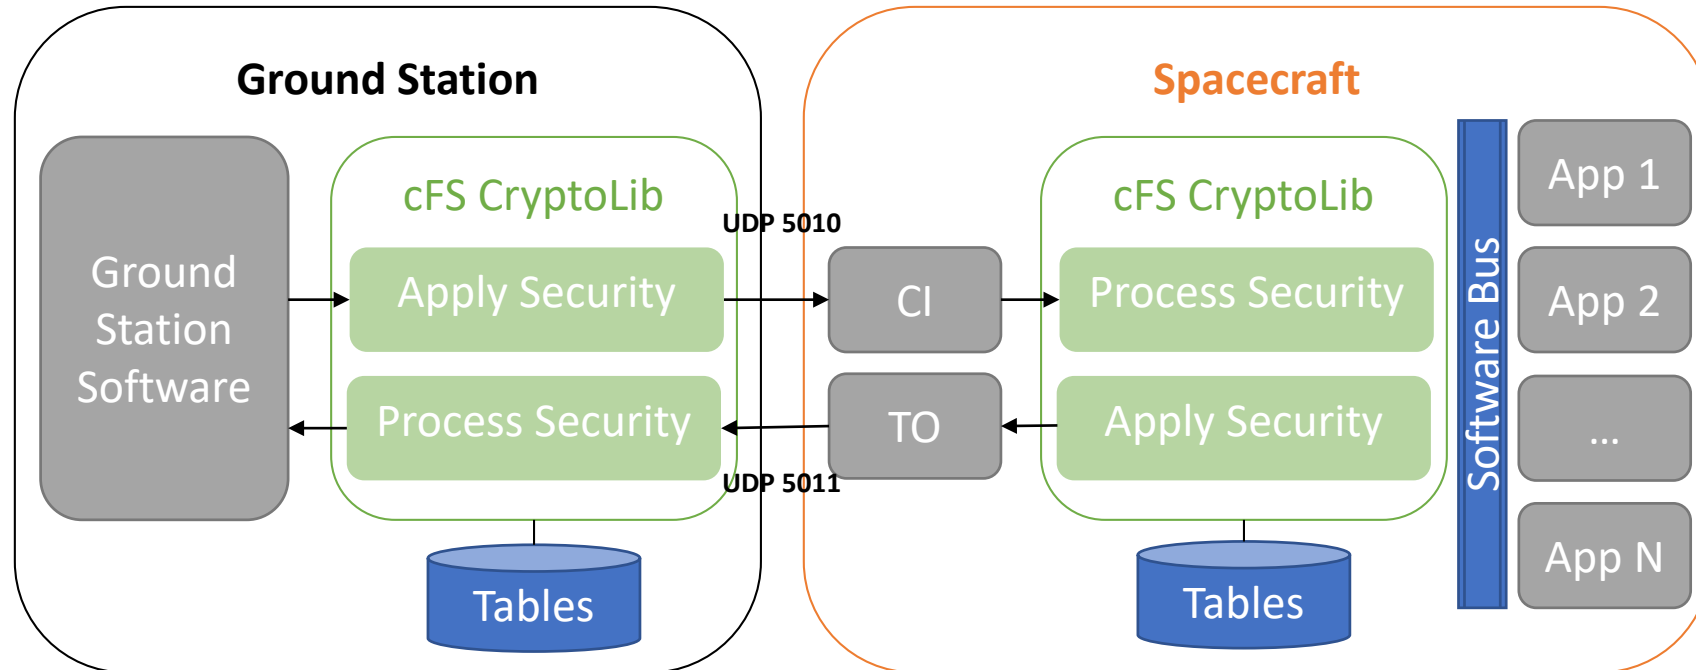 Ground Station
Ground
Station
Software
cFS CryptoLib
Apply Security
Process Security
Tables
UDP 5010
UDP 5011
Spacecraft
CI
TO
cFS CryptoLib
Process Security
Apply Security
Tables
Software Bus
App 1
App 2
...
App N